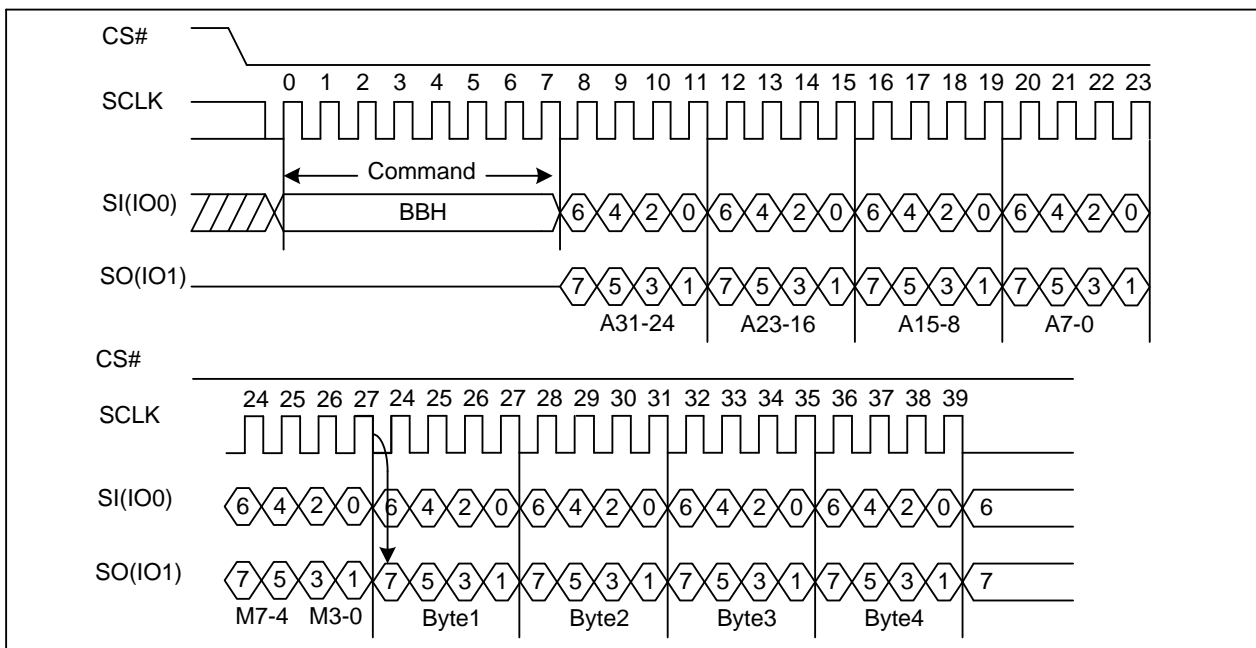 CS#
0 1 2 3 4 5 6 7 8 9 10 11 12 13 14 15 16 17 18 19 20 21 22 23
SCLK
Command
SI(IO0) BBH 6 4 2 0 6 4 2 0 6 4 2 0 6 4 2 0
SO(IO1) 7 5 3 1 7 5 3 1 7 5 3 1 7 5 3 1
A31-24 A23-16 A15-8 A7-0
CS#
24 25 26 27 24 25 26 27 28 29 30 31 32 33 34 35 36 37 38 39
SCLK
SI(IO0) 6 4 2 0 6 4 2 0 6 4 2 0 6 4 2 0 6 4 2 0 6
SO(IO1) 7 5 3 1 7 5 3 1 7 5 3 1 7 5 3 1 7 5 3 1 7
M7-4 M3-0 Byte1 Byte2 Byte3 Byte4